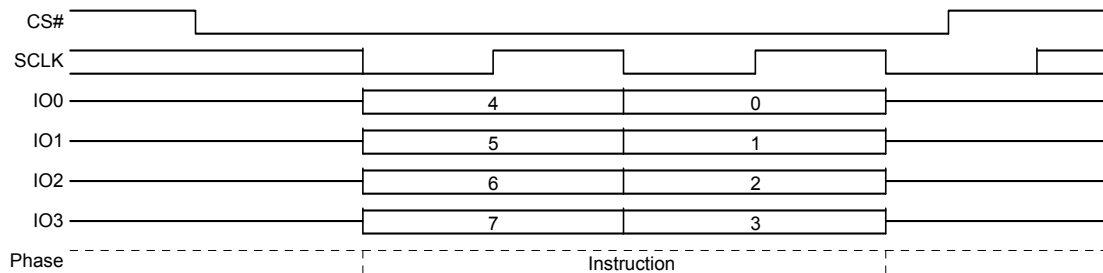 CS#
SCLK
IO0 4 0
IO1 5 1
IO2 6 2
IO3 7 3
Phase Instruction